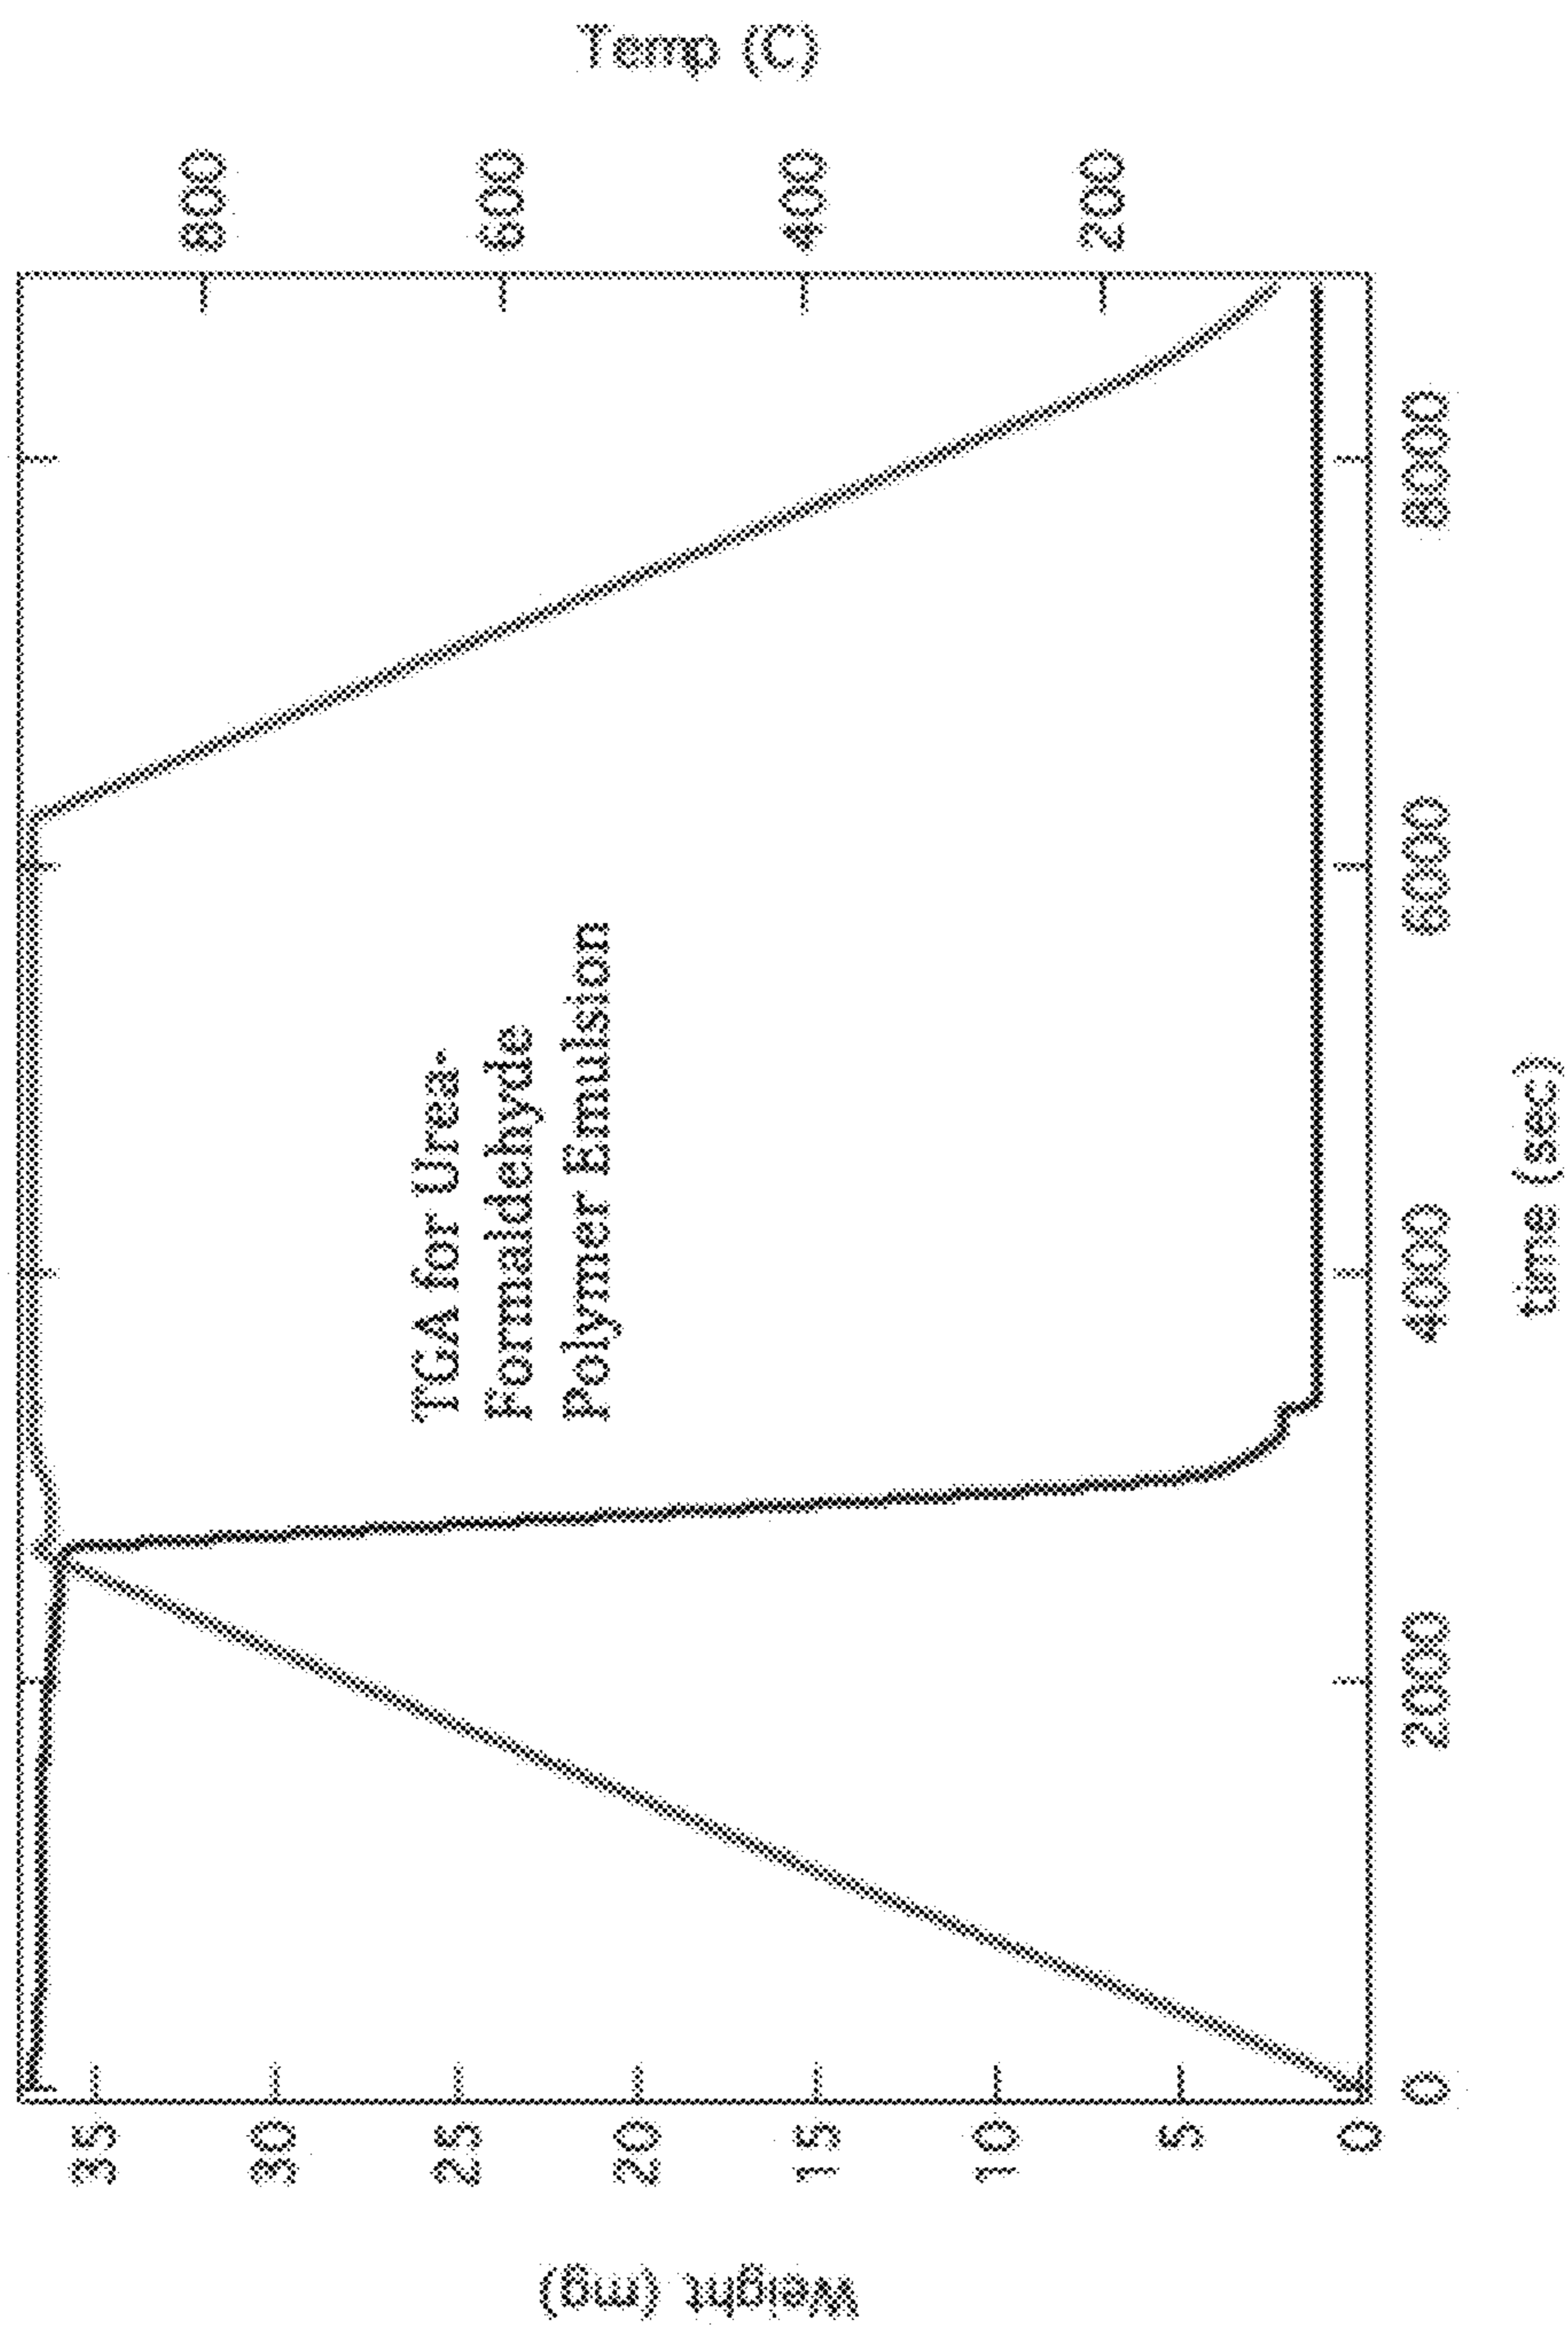 TGA for Urea-
Formaldehyde
Polymer Emulsion
Weight (mg)
35
30
25
20
15
10
5
0
Temp (C)
800
600
400
200
0
2000
4000
6000
8000
time (sec)